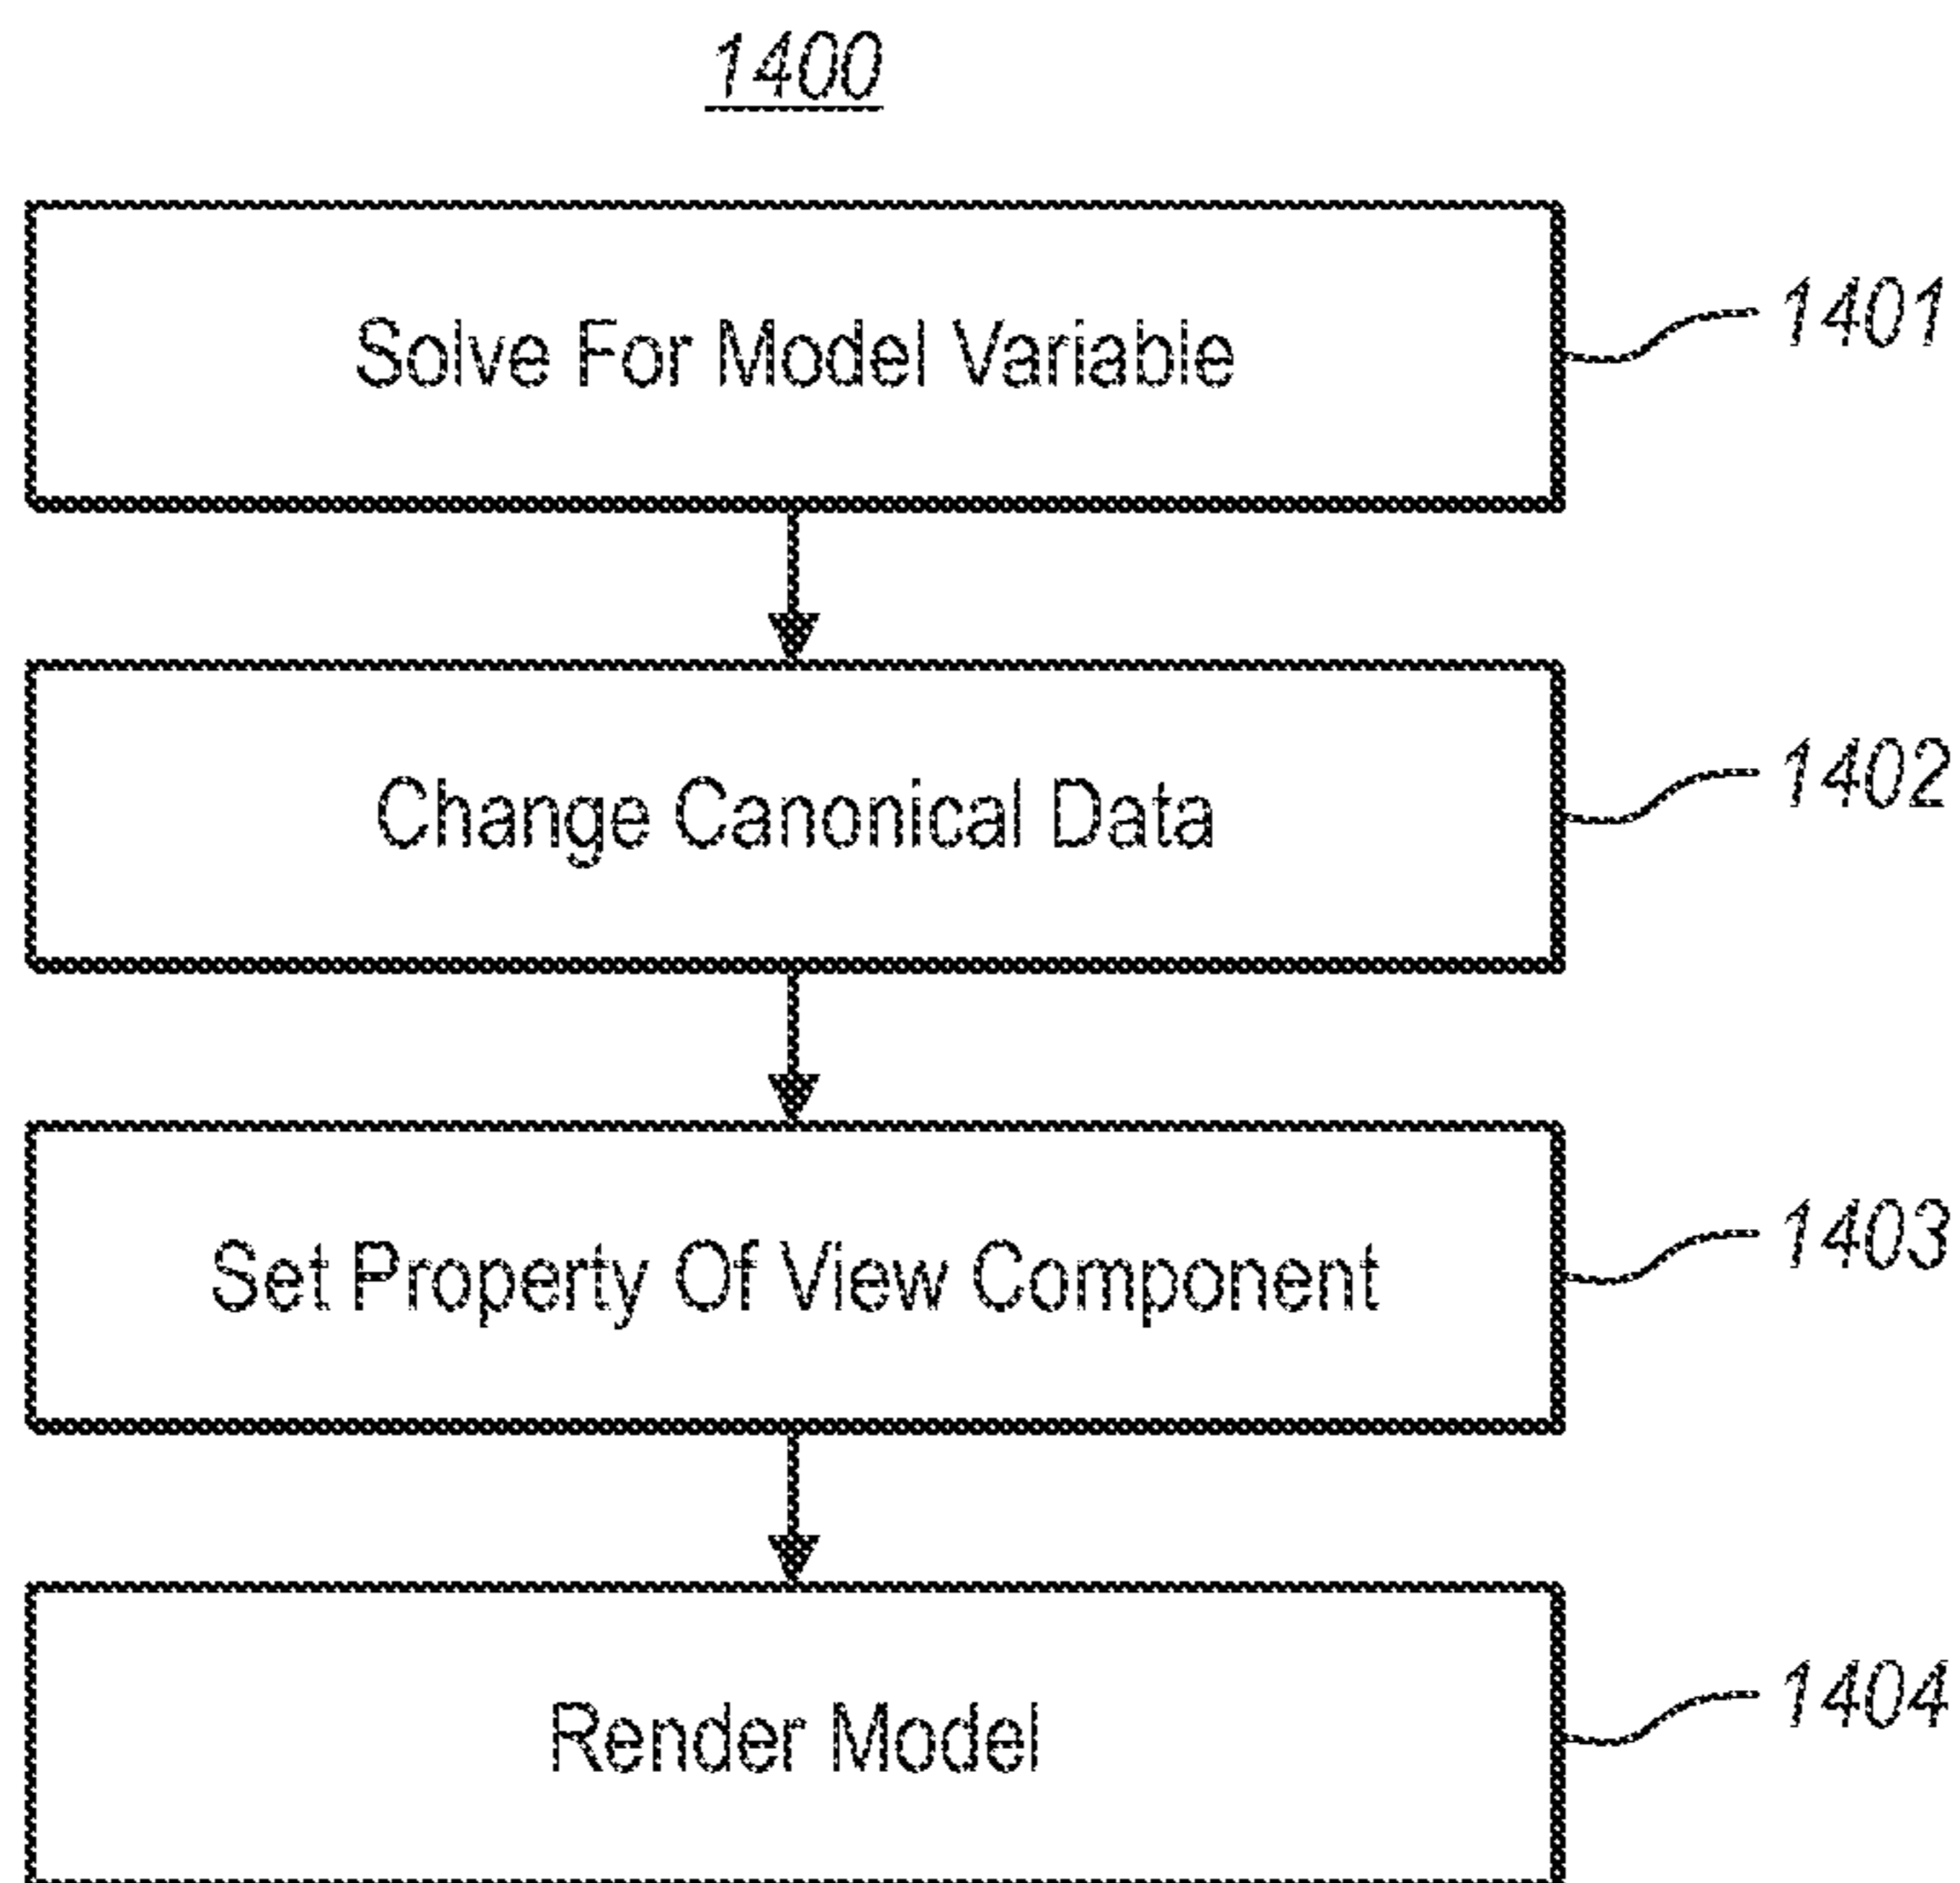 1400
Solve For Model Variable
1401
Change Canonical Data
1402
Set Property Of View Component
1403
Render Model
1404